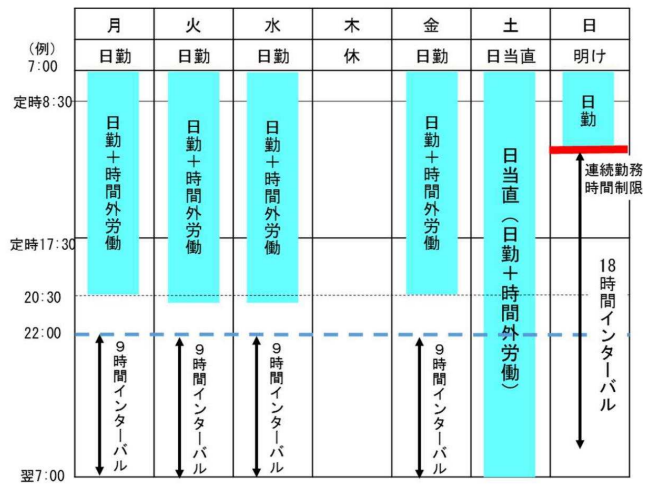 月 火 水 木 金 土 日
(例)
7:00
日勤 日勤 日勤 休 日勤 日当直 明け
定時8:30
日勤+時間外労働
日勤+時間外労働
日勤+時間外労働
日勤+時間外労働
日当直(日勤+時間外労働)
日勤
連続勤務
時間制限
定時17:30
20:30
22:00
9時間インターバル
9時間インターバル
9時間インターバル
9時間インターバル
18時間インターバル
翌7:00